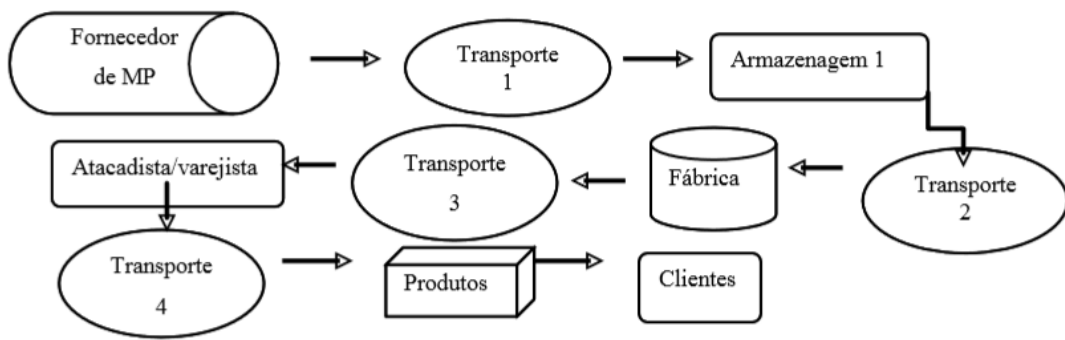 Fornecedor
de MP
Transporte
1
Armazenagem 1
Atacadista/varejista
Transporte
3
Fábrica
Transporte
2
Transporte
4
Produtos
Clientes